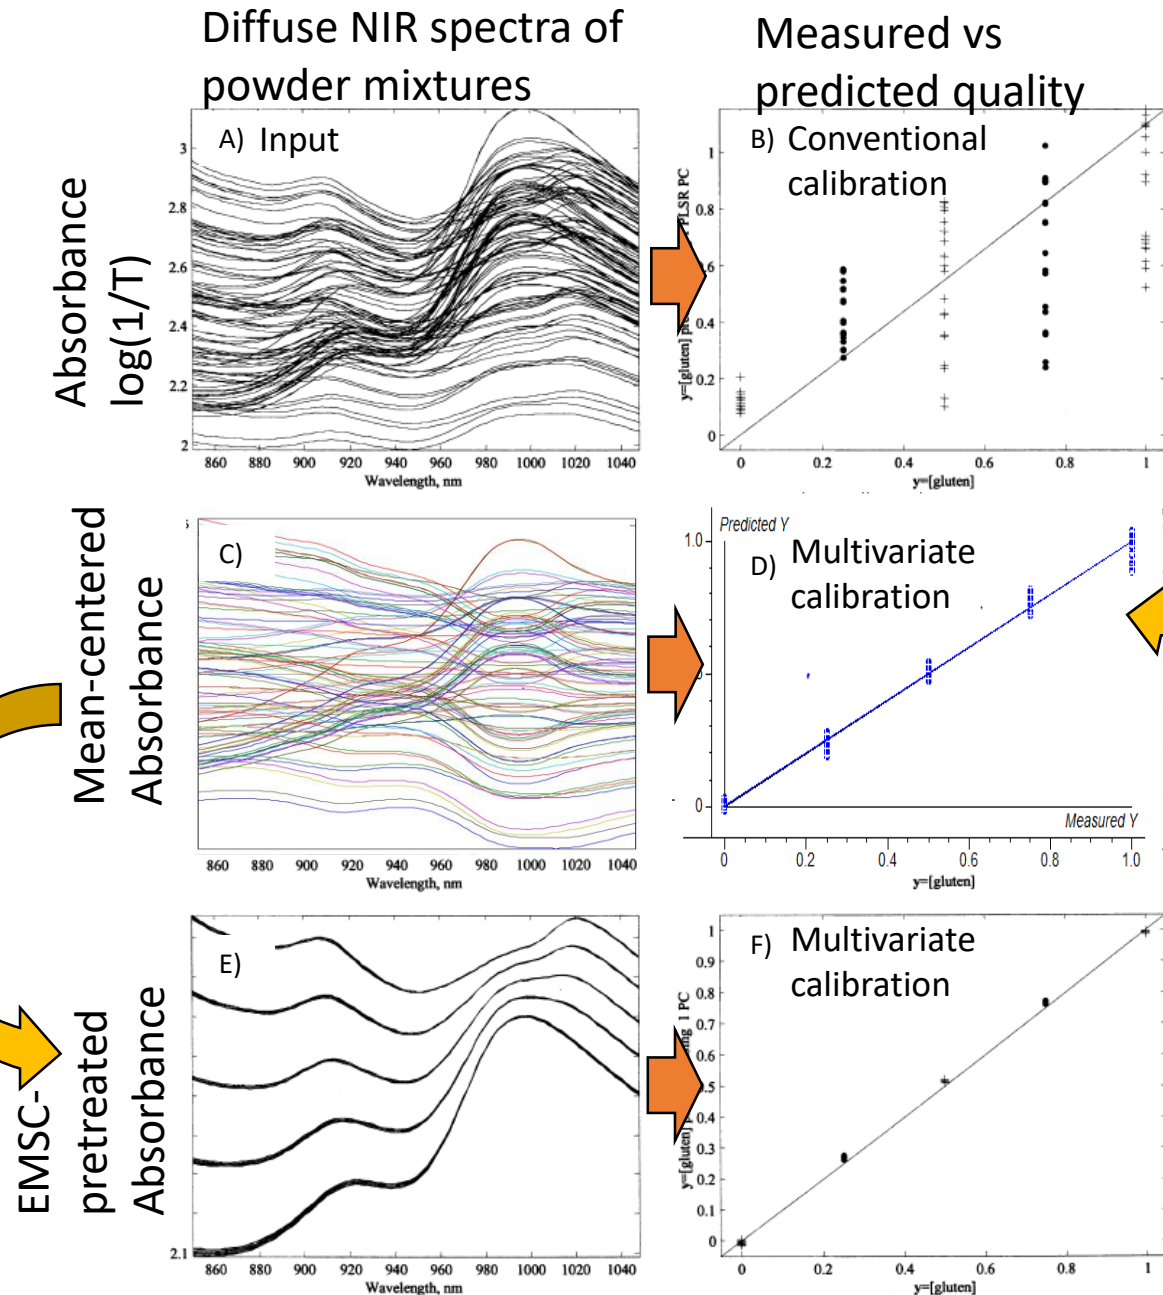 Diffuse NIR spectra of
powder mixtures
Measured vs
predicted quality
Absorbance
log(1/T)
A) Input
3
2.8
2.6
2.4
2.2
2
860 880 900 920 940 960 980 1000 1020 1040
Wavelength, nm
B) Conventional
calibration
PLSR PC
y=[gluten]
1
0.8
0.6
0.4
0.2
0
0 0.2 0.4 0.6 0.8 1
y=[gluten]
Mean-centered
Absorbance
C)
860 880 900 920 940 960 980 1000 1020 1040
Wavelength, nm
Predicted Y
D) Multivariate
calibration
1.0
0
Measured Y
0 0.2 0.4 0.6 0.8 1.0
y=[gluten]
EMSC-
pretreated
Absorbance
E)
2.1
860 880 900 920 940 960 980 1000 1020 1040
Wavelength, nm
F) Multivariate
calibration
y=[gluten] 1 PC
1
0.9
0.8
0.7
0.6
0.5
0.4
0.3
0.2
0.1
0
0 0.2 0.4 0.6 0.8 1
y=[gluten]